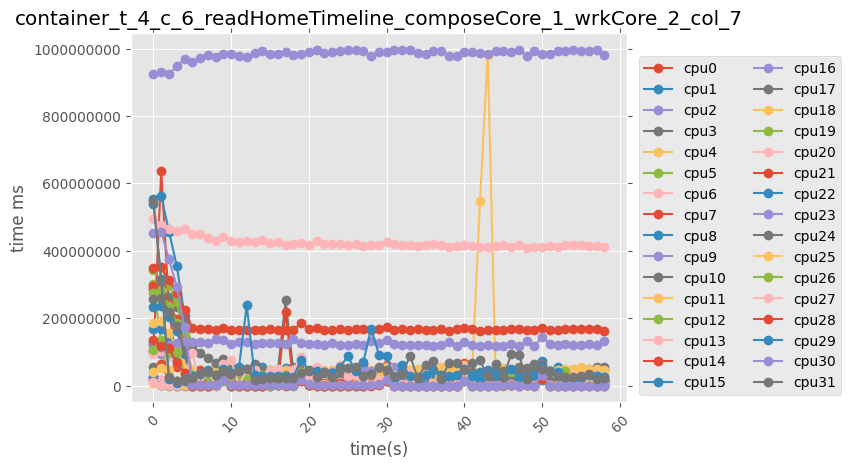 container_t_4_c_6_readHomeTimeline_composeCore_1_wrkCore_2_col_7
1000000000
800000000
600000000
400000000
200000000
0
time ms
0
10
20
30
40
50
60
time(s)
cpu0
cpu1
cpu2
cpu3
cpu4
cpu5
cpu6
cpu7
cpu8
cpu9
cpu10
cpu11
cpu12
cpu13
cpu14
cpu15
cpu16
cpu17
cpu18
cpu19
cpu20
cpu21
cpu22
cpu23
cpu24
cpu25
cpu26
cpu27
cpu28
cpu29
cpu30
cpu31